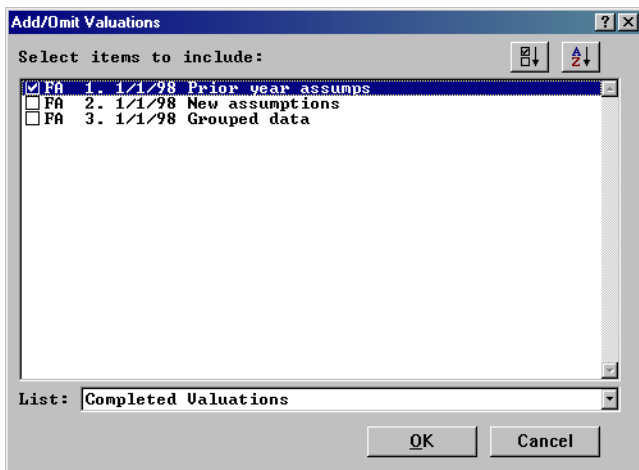 Add/Omit Valuations
Select items to include:
FA 1. 1/1/98 Prior year assumps
FA 2. 1/1/98 New assumptions
FA 3. 1/1/98 Grouped data
List: Completed Valuations
OK Cancel